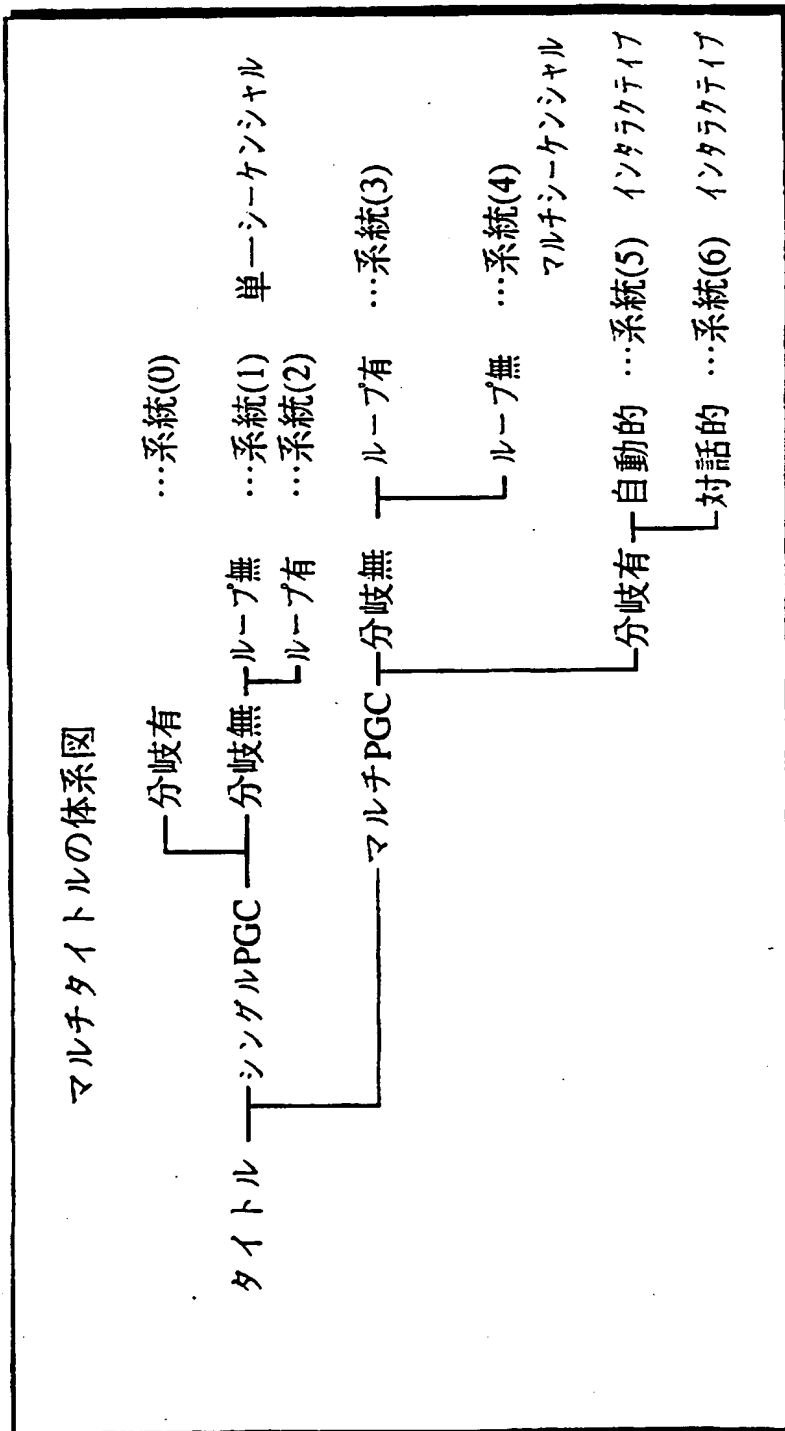 マルチタイトルの体系図
分岐有 …系統(0)
タイトル シングルPGC 分岐無 ループ無 …系統(1) 単一シーケンシャル
ループ有 …系統(2)
マルチPGC 分岐無 ループ有 …系統(3)
ループ無 …系統(4)
マルチシーケンシャル
分岐有 自動的 …系統(5) インタラクティブ
対話的 …系統(6) インタラクティブ